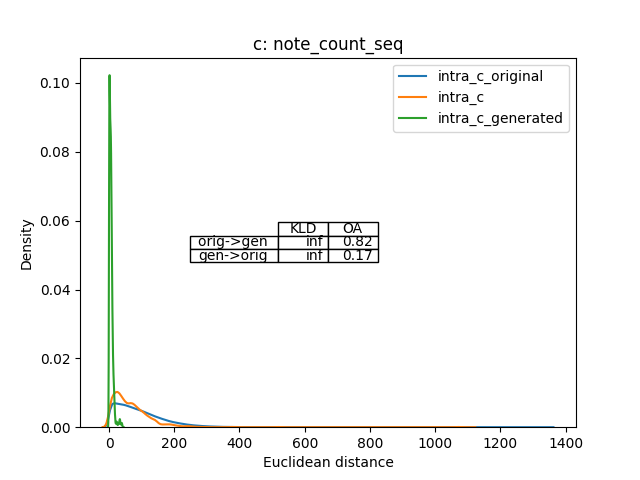 c: note_count_seq
intra_c_original
intra_c
intra_c_generated
0.10
0.08
0.06
0.04
0.02
0.00
Density
KLD OA
orig->gen inf 0.82
gen->orig inf 0.17
0 200 400 600 800 1000 1200 1400
Euclidean distance